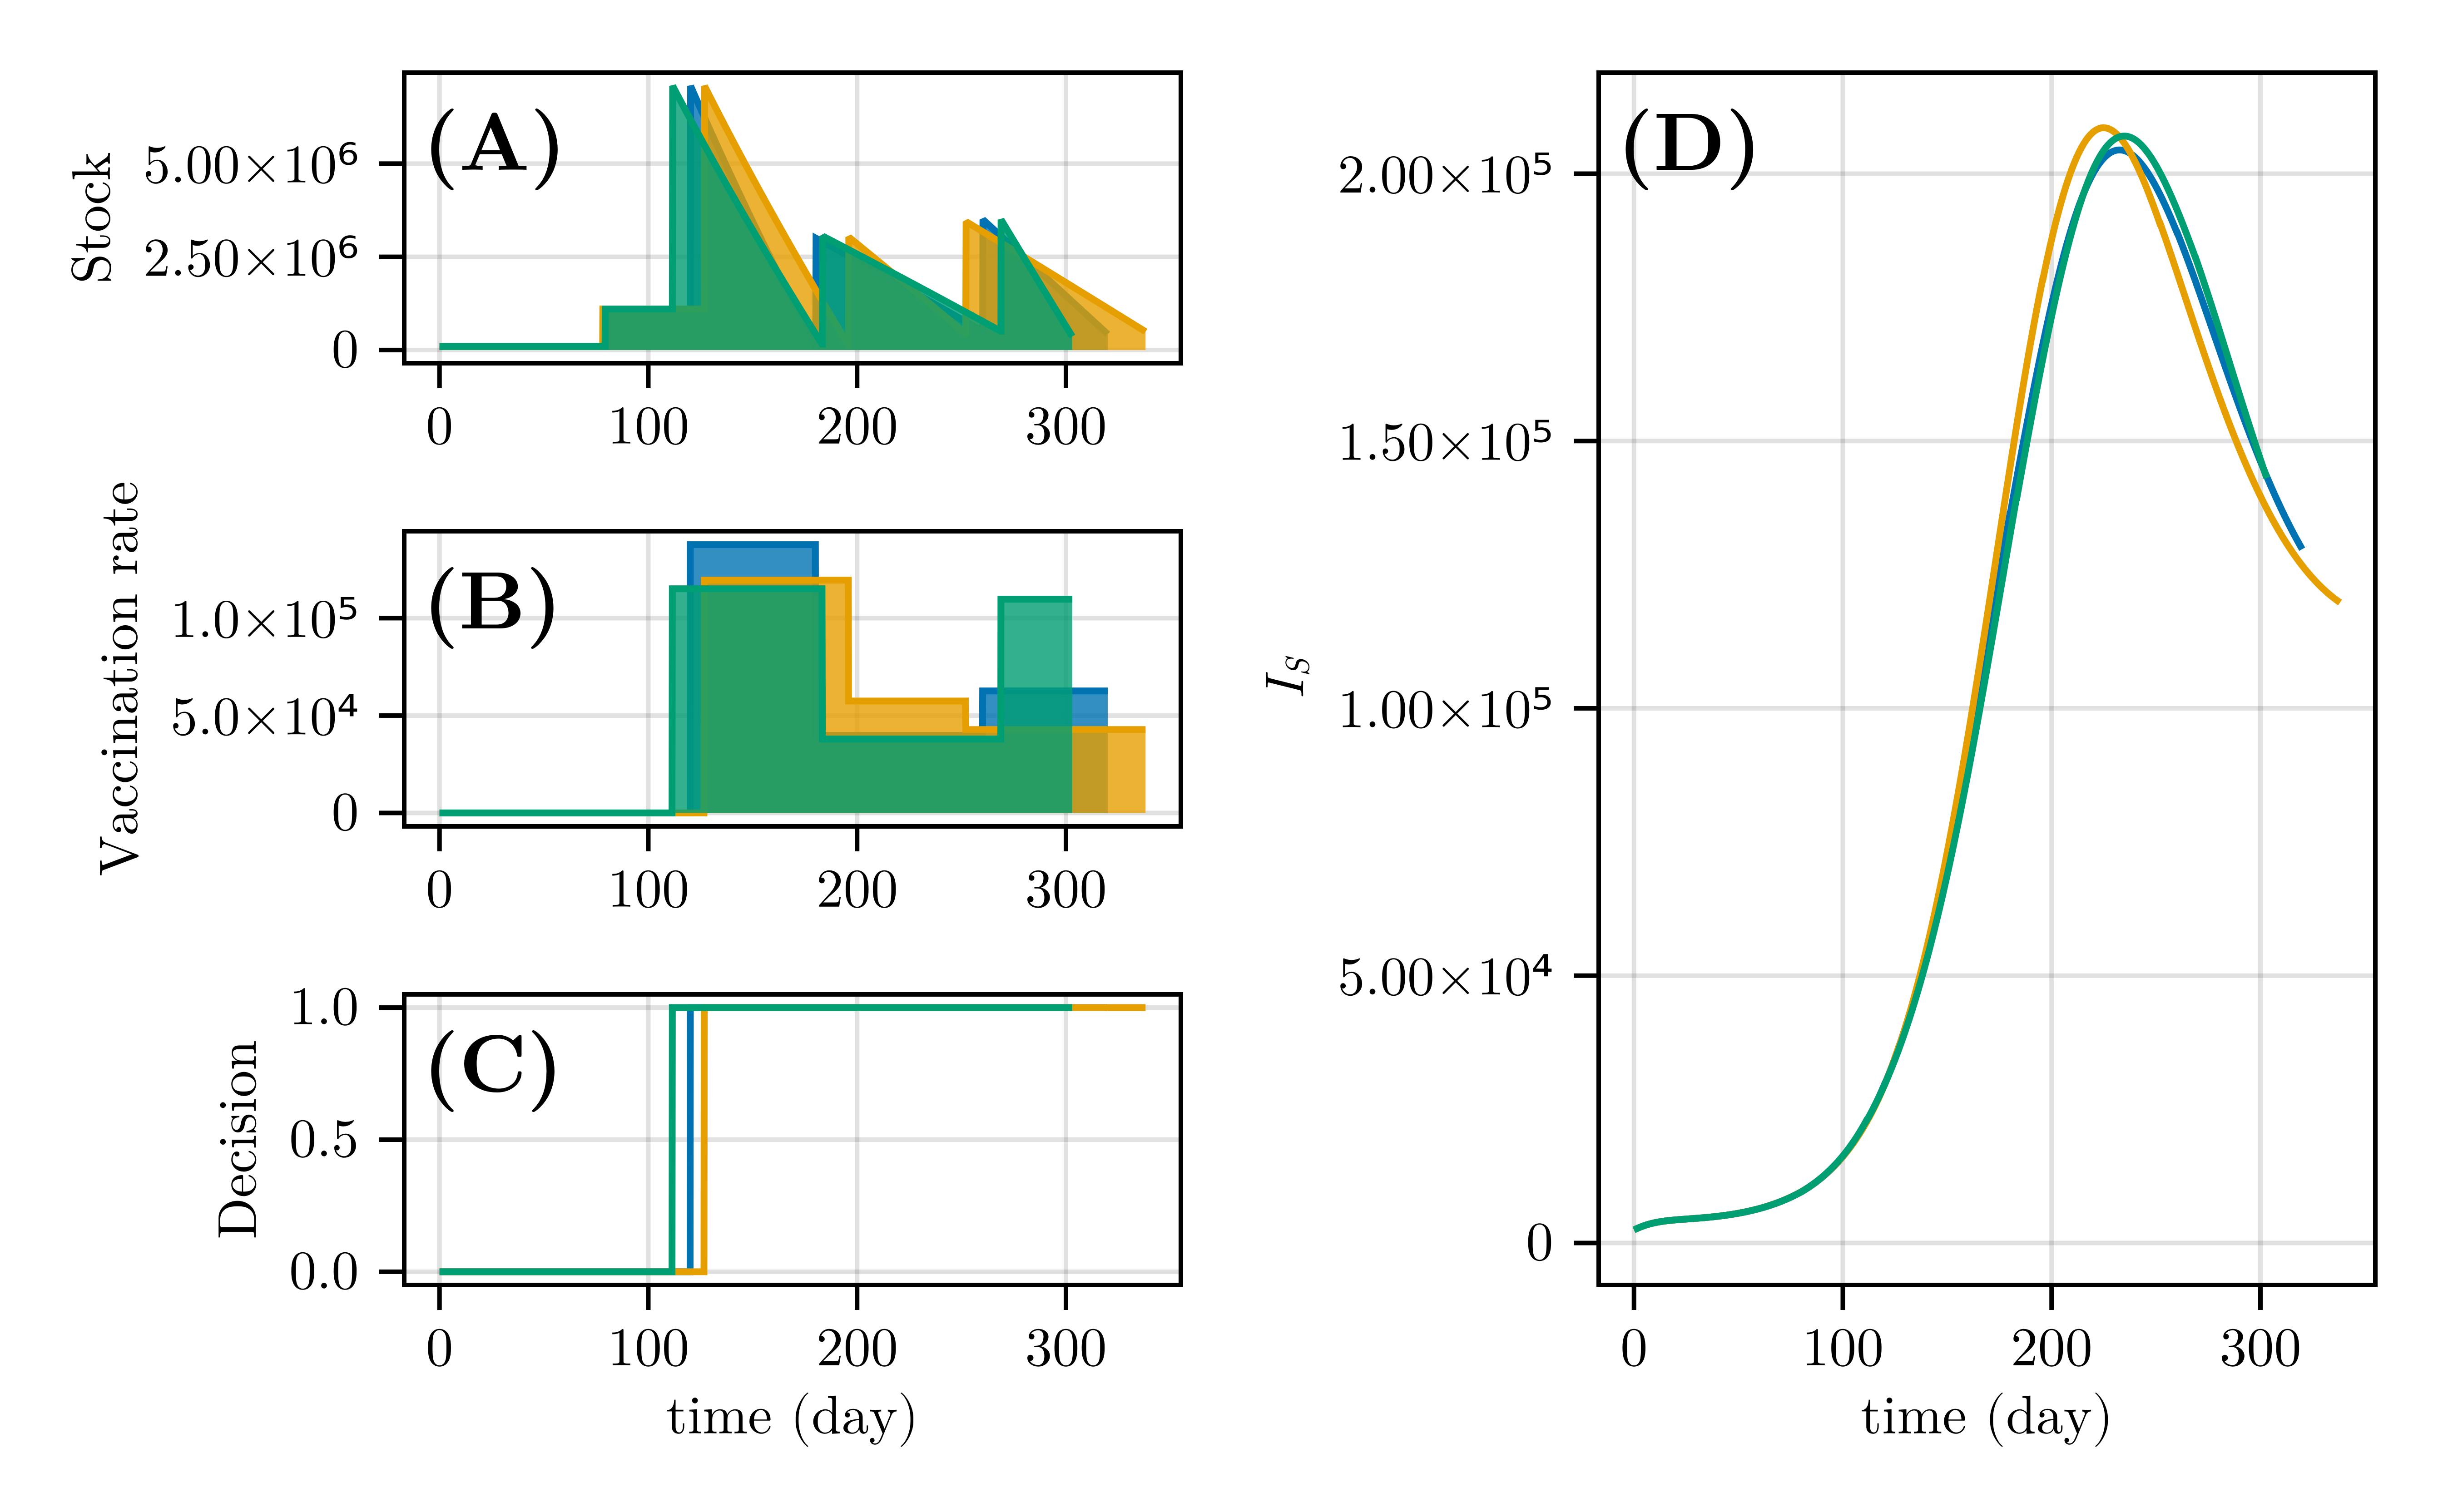 (A)
Stock
5.00×10⁶
2.50×10⁶
0
0 100 200 300
(B)
Vaccination rate
1.0×10⁵
5.0×10⁴
0
0 100 200 300
(C)
Decision
1.0
0.5
0.0
0 100 200 300
time (day)
(D)
I_S
2.00×10⁵
1.50×10⁵
1.00×10⁵
5.00×10⁴
0
0 100 200 300
time (day)